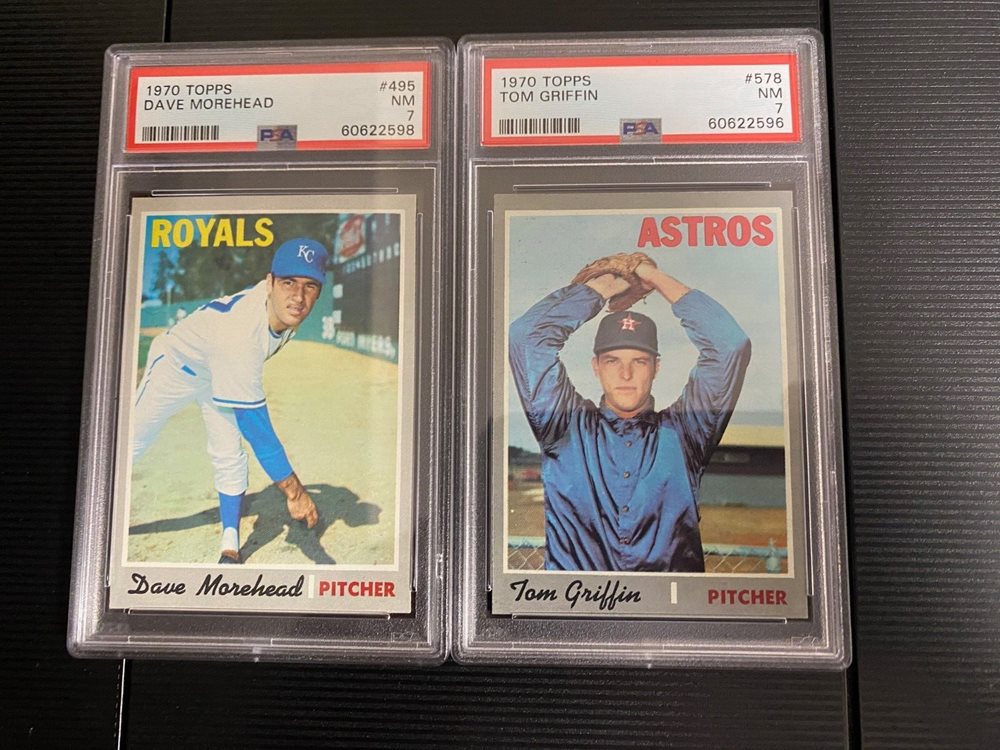 1970 TOPPS #495
DAVE MOREHEAD NM
7
PSA 60622598
ROYALS
KC
Dave Morehead PITCHER
1970 TOPPS #578
TOM GRIFFIN NM
7
PSA 60622596
ASTROS
H
Tom Griffin PITCHER